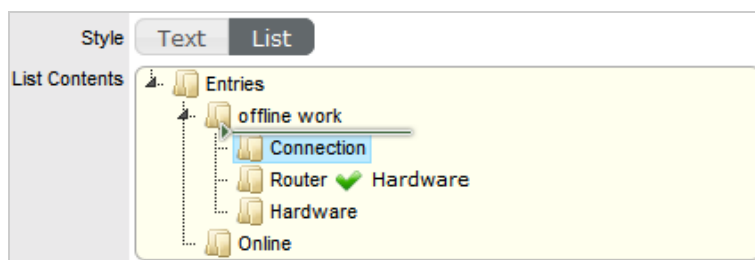 Style Text List
List Contents
Entries
offline work
Connection
Router Hardware
Hardware
Online